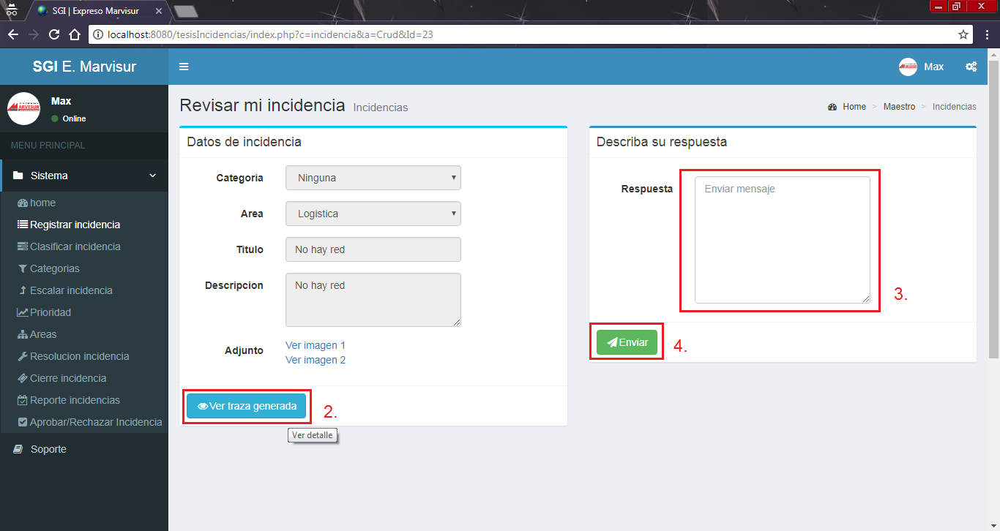 SGI | Expreso Marvisur
localhost:8080/tesisIncidencias/index.php?c=incidencia&a=Crud&Id=23
SGI E. Marvisur
Max
Max
Online
MENU PRINCIPAL
Sistema
home
Registrar incidencia
Clasificar incidencia
Categorias
Escalar incidencia
Prioridad
Areas
Resolucion incidencia
Cierre incidencia
Reporte incidencias
Aprobar/Rechazar Incidencia
Soporte
Revisar mi incidencia Incidencias
Home > Maestro > Incidencias
Datos de incidencia
Categoria Ninguna
Area Logistica
Titulo No hay red
Descripcion No hay red
Adjunto Ver imagen 1
Ver imagen 2
Ver traza generada 2.
Ver detalle
Describa su respuesta
Respuesta Enviar mensaje
3.
Enviar 4.